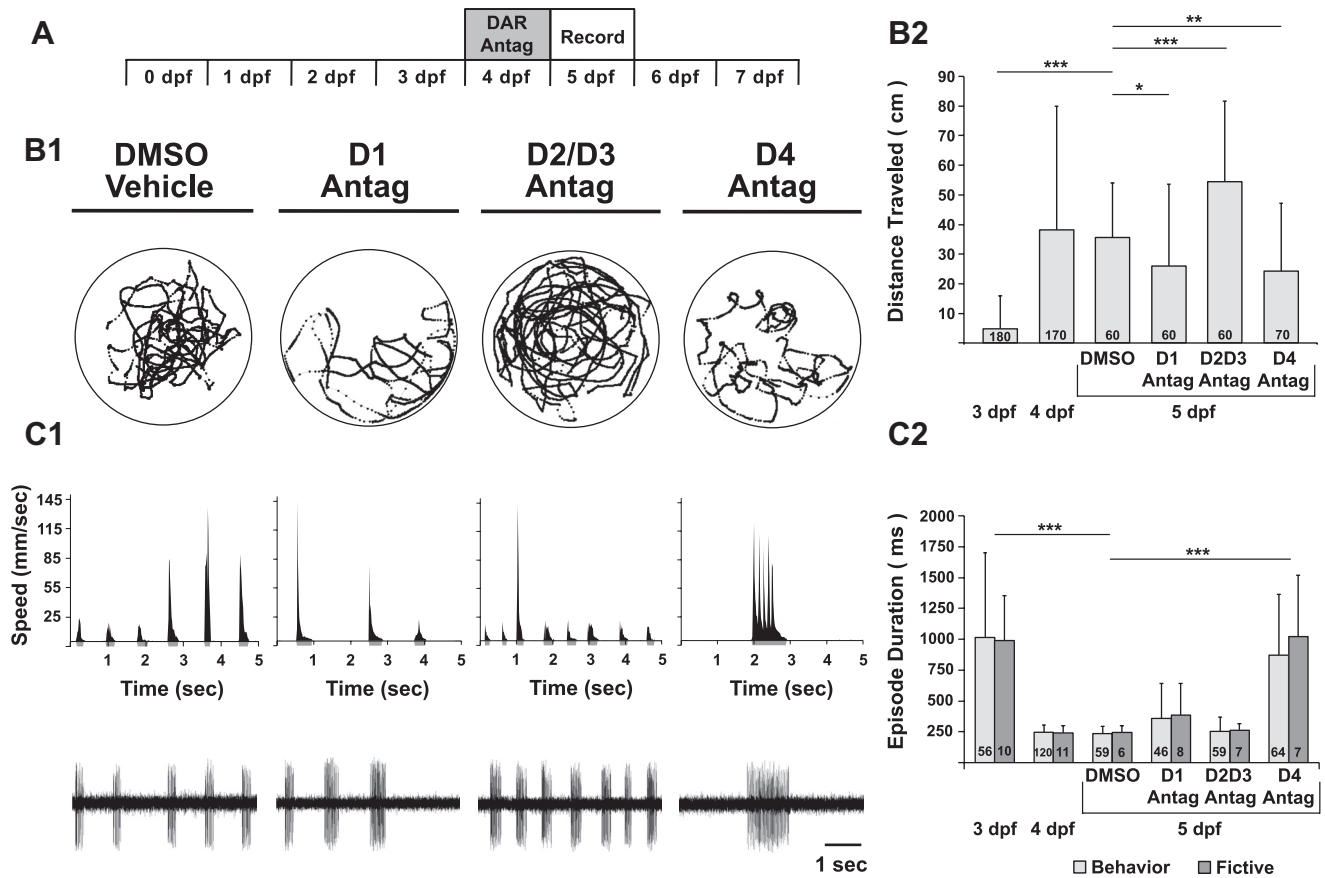 A
DAR
Antag
Record
0 dpf 1 dpf 2 dpf 3 dpf 4 dpf 5 dpf 6 dpf 7 dpf
B1
DMSO
Vehicle
D1
Antag
D2/D3
Antag
D4
Antag
B2
** 
***
***
*
Distance Traveled ( cm )
90
80
70
60
50
40
30
20
10
180 170 60 60 60 70
DMSO D1 D2D3 D4
Antag Antag Antag
3 dpf 4 dpf 5 dpf
C1
Speed (mm/sec)
145
115
85
55
25
1 2 3 4 5
1 2 3 4 5
1 2 3 4 5
1 2 3 4 5
Time (sec) Time (sec) Time (sec) Time (sec)
1 sec
C2
***
***
Episode Duration ( ms )
2000
1750
1500
1250
1000
750
500
250
56 10 120 11 59 6 46 8 59 7 64 7
DMSO D1 D2D3 D4
Antag Antag Antag
3 dpf 4 dpf 5 dpf
Behavior Fictive